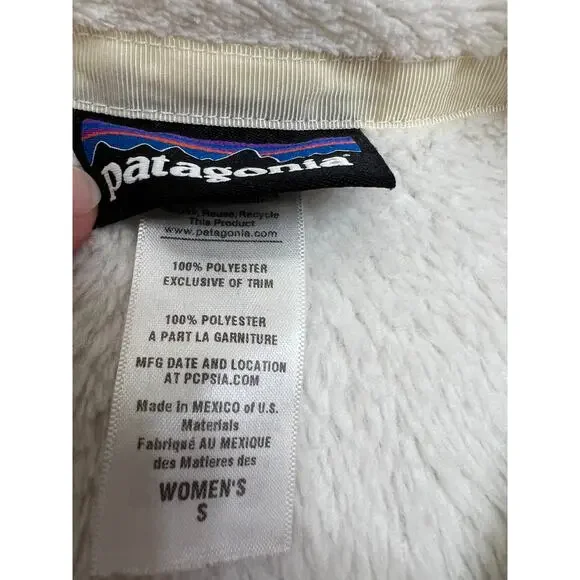 patagonia
Reuse, Recycle
This Product
www.patagonia.com
100% POLYESTER
EXCLUSIVE OF TRIM
100% POLYESTER
A PART LA GARNITURE
MFG DATE AND LOCATION
AT PCPSIA.COM
Made in MEXICO of U.S.
Materials
Fabriqué AU MEXIQUE
des Matieres des
WOMEN'S
S